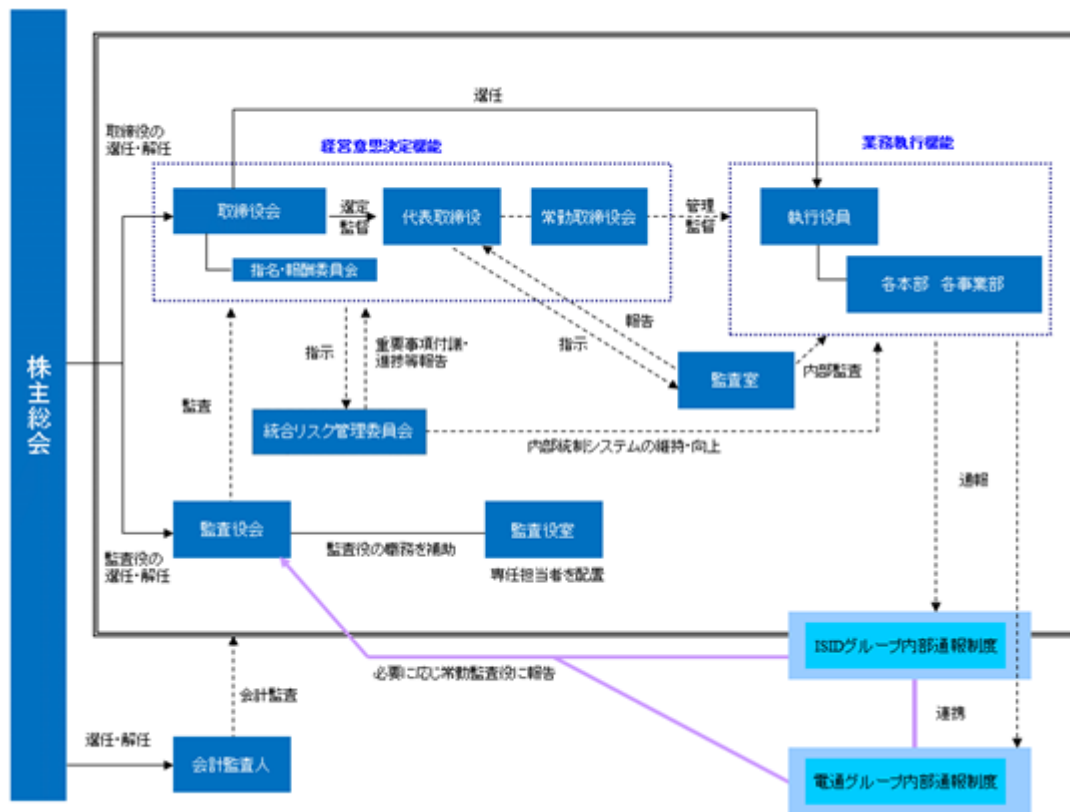 選任
取締役の
選任・解任
経営意思決定機能
業務執行機能
取締役会
選定
監督
代表取締役
常勤取締役会
管理
監督
執行役員
指名・報酬委員会
各本部 各事業部
指示
重要事項付議・
進捗等報告
報告
指示
監査室
内部監査
株主総会
監査
統合リスク管理委員会
内部統制システムの維持・向上
通報
監査役会
監査役の職務を補助
監査役室
監査役の
選任・解任
専任担当者を配置
ISIDグループ内部通報制度
必要に応じ常勤監査役に報告
会計監査
連携
選任・解任
会計監査人
電通グループ内部通報制度